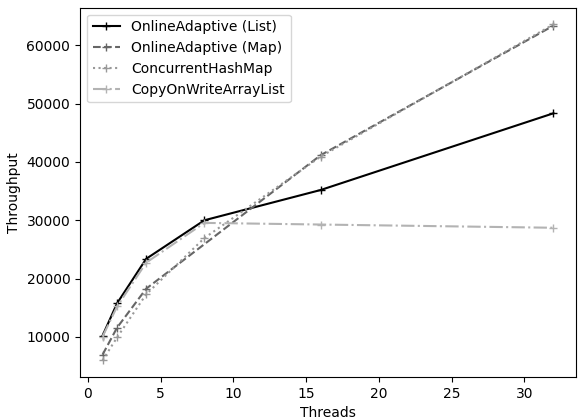 OnlineAdaptive (List)
OnlineAdaptive (Map)
ConcurrentHashMap
CopyOnWriteArrayList
60000
50000
40000
30000
20000
10000
Throughput
0 5 10 15 20 25 30
Threads